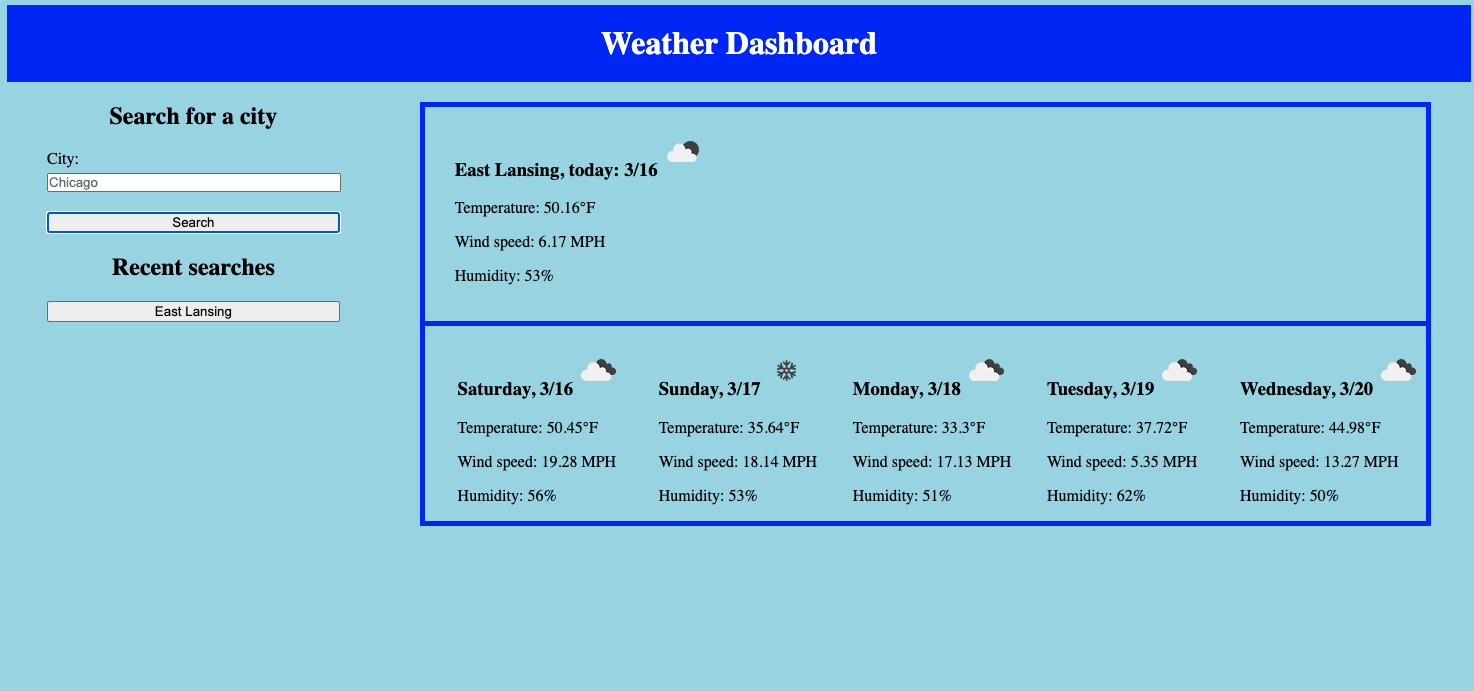 Weather Dashboard
Search for a city
City:
Chicago
Search
Recent searches
East Lansing
East Lansing, today: 3/16
Temperature: 50.16°F
Wind speed: 6.17 MPH
Humidity: 53%
Saturday, 3/16
Temperature: 50.45°F
Wind speed: 19.28 MPH
Humidity: 56%
Sunday, 3/17
Temperature: 35.64°F
Wind speed: 18.14 MPH
Humidity: 53%
Monday, 3/18
Temperature: 33.3°F
Wind speed: 17.13 MPH
Humidity: 51%
Tuesday, 3/19
Temperature: 37.72°F
Wind speed: 5.35 MPH
Humidity: 62%
Wednesday, 3/20
Temperature: 44.98°F
Wind speed: 13.27 MPH
Humidity: 50%